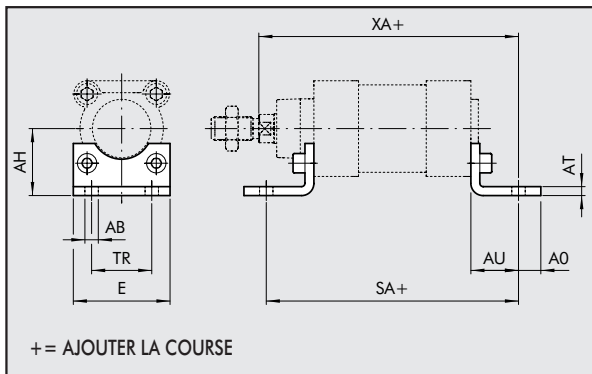 XA+
AH
AT
AB
AU
A0
TR
SA+
E
+= AJOUTER LA COURSE